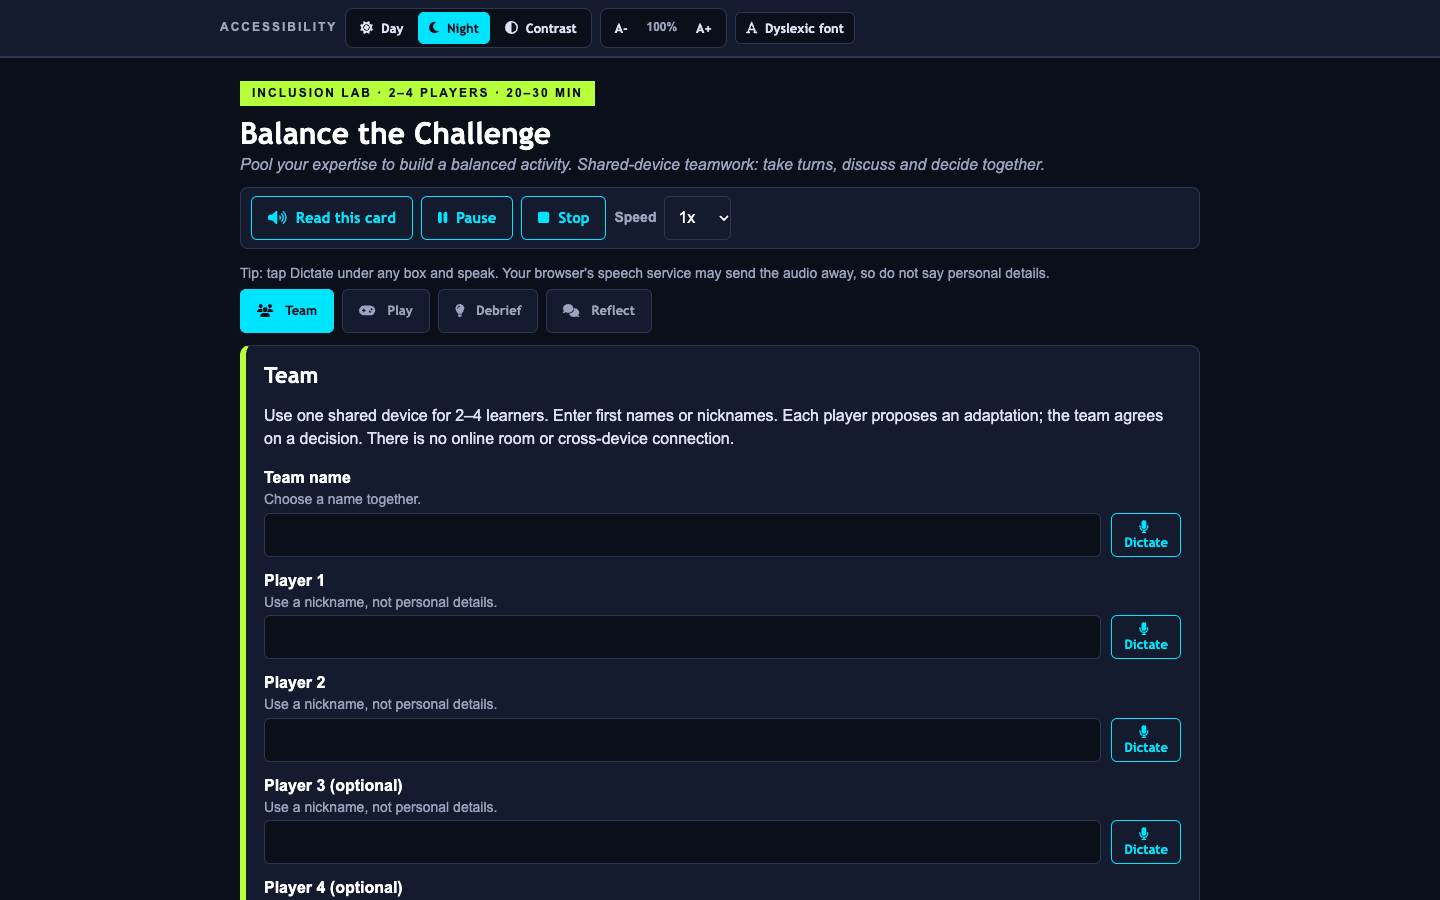 ACCESSIBILITY
Day
Night
Contrast
A-
100%
A+
Dyslexic font
INCLUSION LAB · 2–4 PLAYERS · 20–30 MIN
Balance the Challenge
Pool your expertise to build a balanced activity. Shared-device teamwork: take turns, discuss and decide together.
Read this card
Pause
Stop
Speed
1x
Tip: tap Dictate under any box and speak. Your browser's speech service may send the audio away, so do not say personal details.
Team
Play
Debrief
Reflect
Team
Use one shared device for 2–4 learners. Enter first names or nicknames. Each player proposes an adaptation; the team agrees
on a decision. There is no online room or cross-device connection.
Team name
Choose a name together.
Dictate
Player 1
Use a nickname, not personal details.
Dictate
Player 2
Use a nickname, not personal details.
Dictate
Player 3 (optional)
Use a nickname, not personal details.
Dictate
Player 4 (optional)